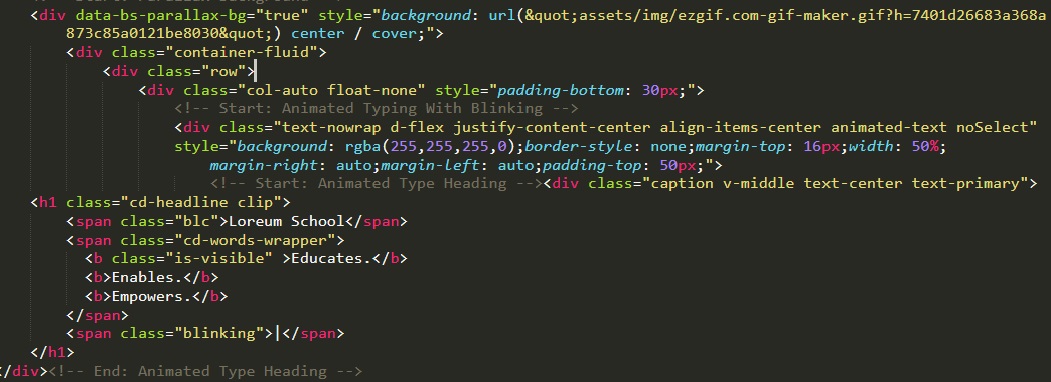 <div data-bs-parallax-bg="true" style="background: url(&quot;assets/img/ezgif.com-gif-maker.gif?h=7401d26683a368a
873c85a0121be8030&quot;) center / cover;">
<div class="container-fluid">
<div class="row">
<div class="col-auto float-none" style="padding-bottom: 30px;">
<!-- Start: Animated Typing With Blinking -->
<div class="text-nowrap d-flex justify-content-center align-items-center animated-text noSelect"
style="background: rgba(255,255,255,0);border-style: none;margin-top: 16px;width: 50%;
margin-right: auto;margin-left: auto;padding-top: 50px;">
<!-- Start: Animated Type Heading --><div class="caption v-middle text-center text-primary">
<h1 class="cd-headline clip">
<span class="blc">Loreum School</span>
<span class="cd-words-wrapper">
<b class="is-visible" >Educates.</b>
<b>Enables.</b>
<b>Empowers.</b>
</span>
<span class="blinking">|</span>
</h1>
</div><!-- End: Animated Type Heading -->